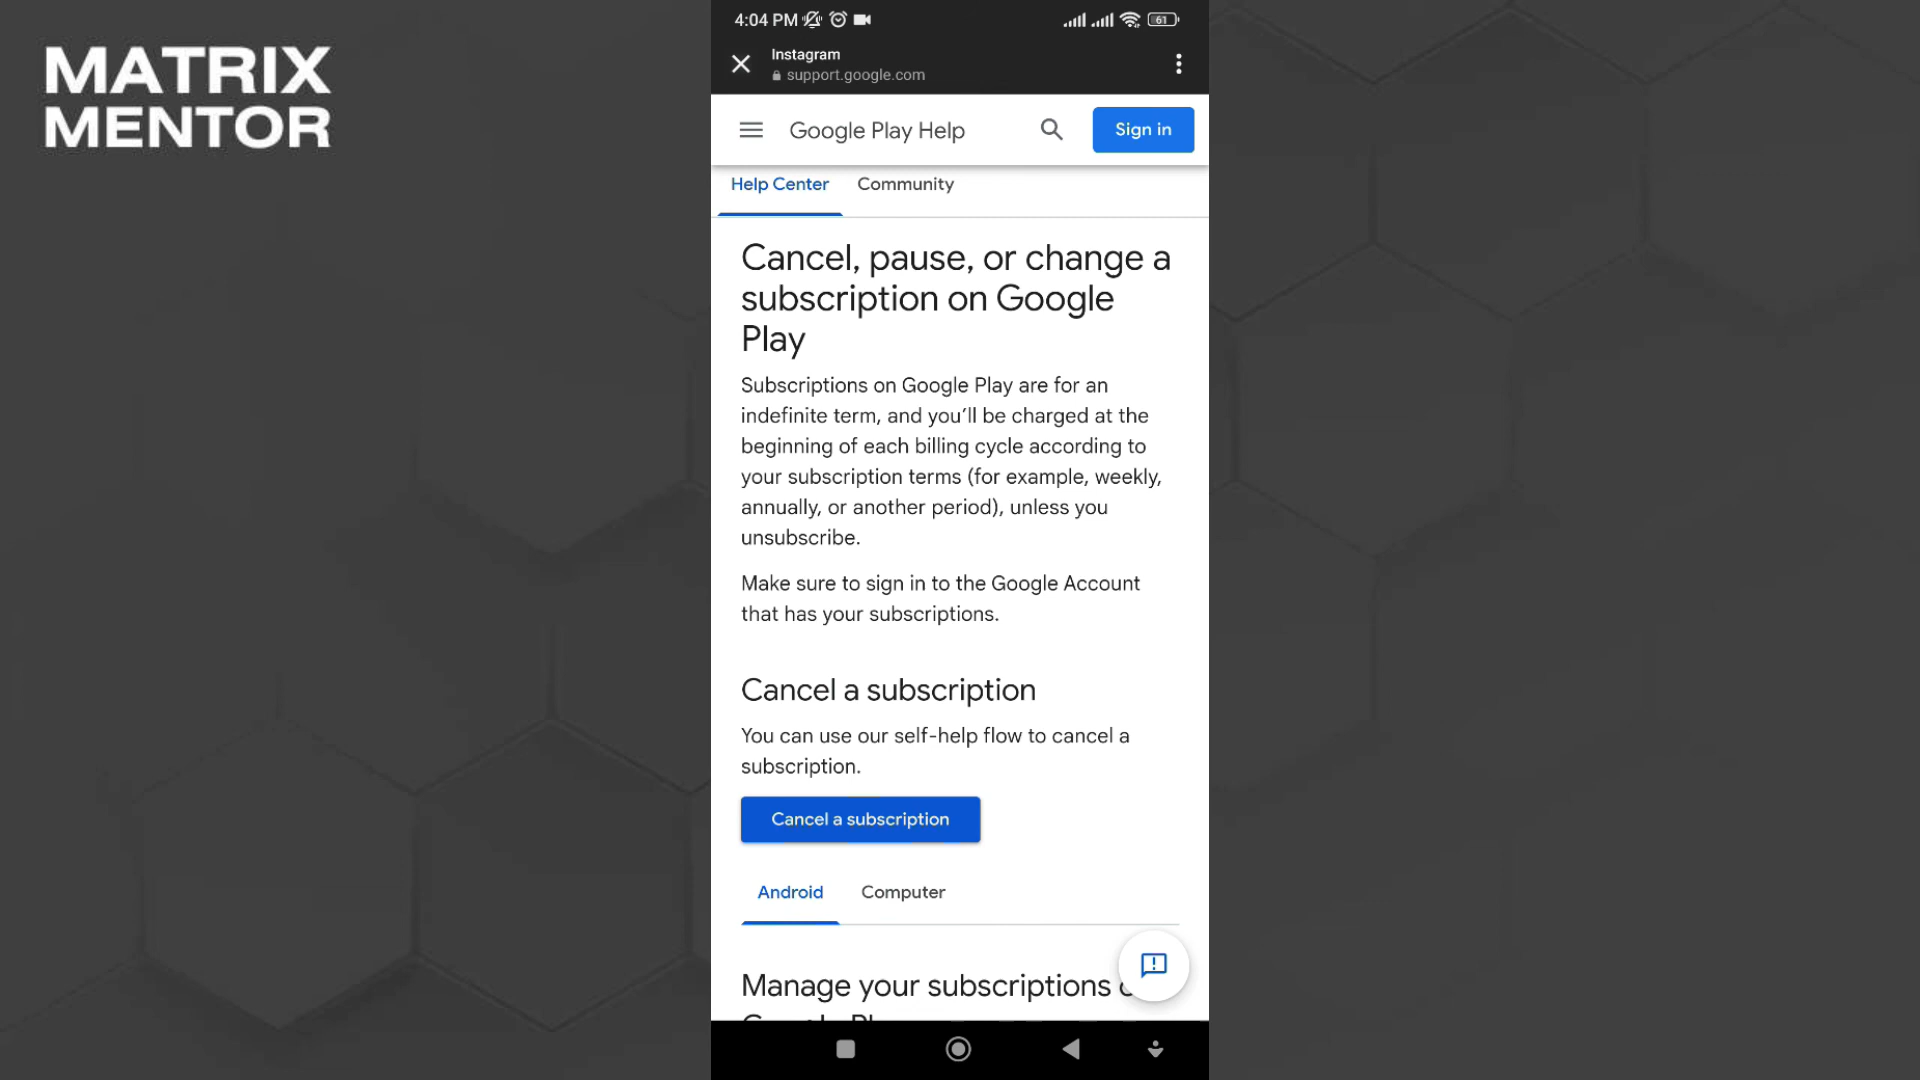 MATRIX
MENTOR
4:04 PM
61
Instagram
support.google.com
Google Play Help
Sign in
Help Center
Community
Cancel, pause, or change a
subscription on Google
Play
Subscriptions on Google Play are for an
indefinite term, and you’ll be charged at the
beginning of each billing cycle according to
your subscription terms (for example, weekly,
annually, or another period), unless you
unsubscribe.
Make sure to sign in to the Google Account
that has your subscriptions.
Cancel a subscription
You can use our self-help flow to cancel a
subscription.
Cancel a subscription
Android
Computer
Manage your subscriptions